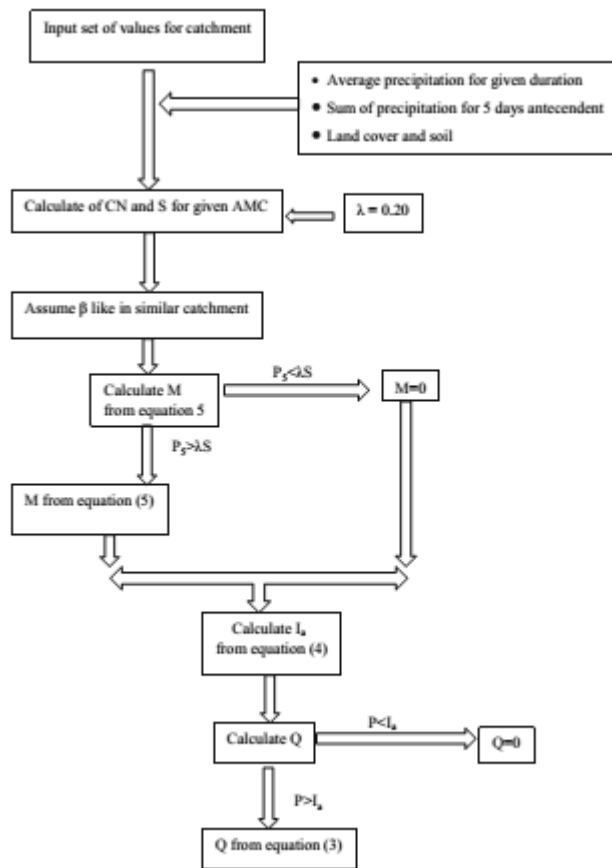 Input set of values for catchment
• Average precipitation for given duration
• Sum of precipitation for 5 days antecendent
• Land cover and soil
Calculate of CN and S for given AMC
λ = 0.20
Assume β like in similar catchment
Calculate M
from equation 5
P5<λS
M=0
P5>λS
M from equation (5)
Calculate Ia
from equation (4)
Calculate Q
P<Ia
Q=0
P>Ia
Q from equation (3)